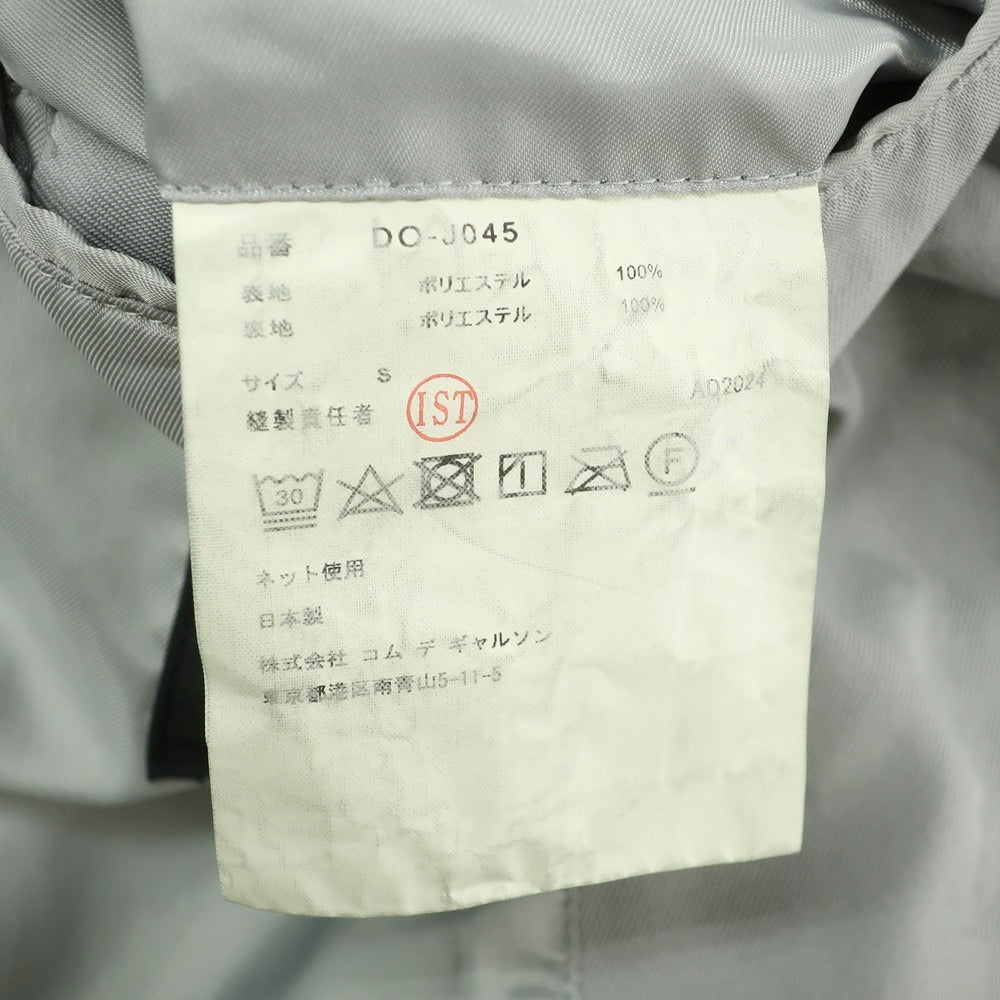 品番 DO-J045
表地 ポリエステル 100%
裏地 ポリエステル 100%
サイズ S AD2024
縫製責任者 IST
30 F
ネット使用
日本製
株式会社 コム デ ギャルソン
東京都港区南青山5-11-5